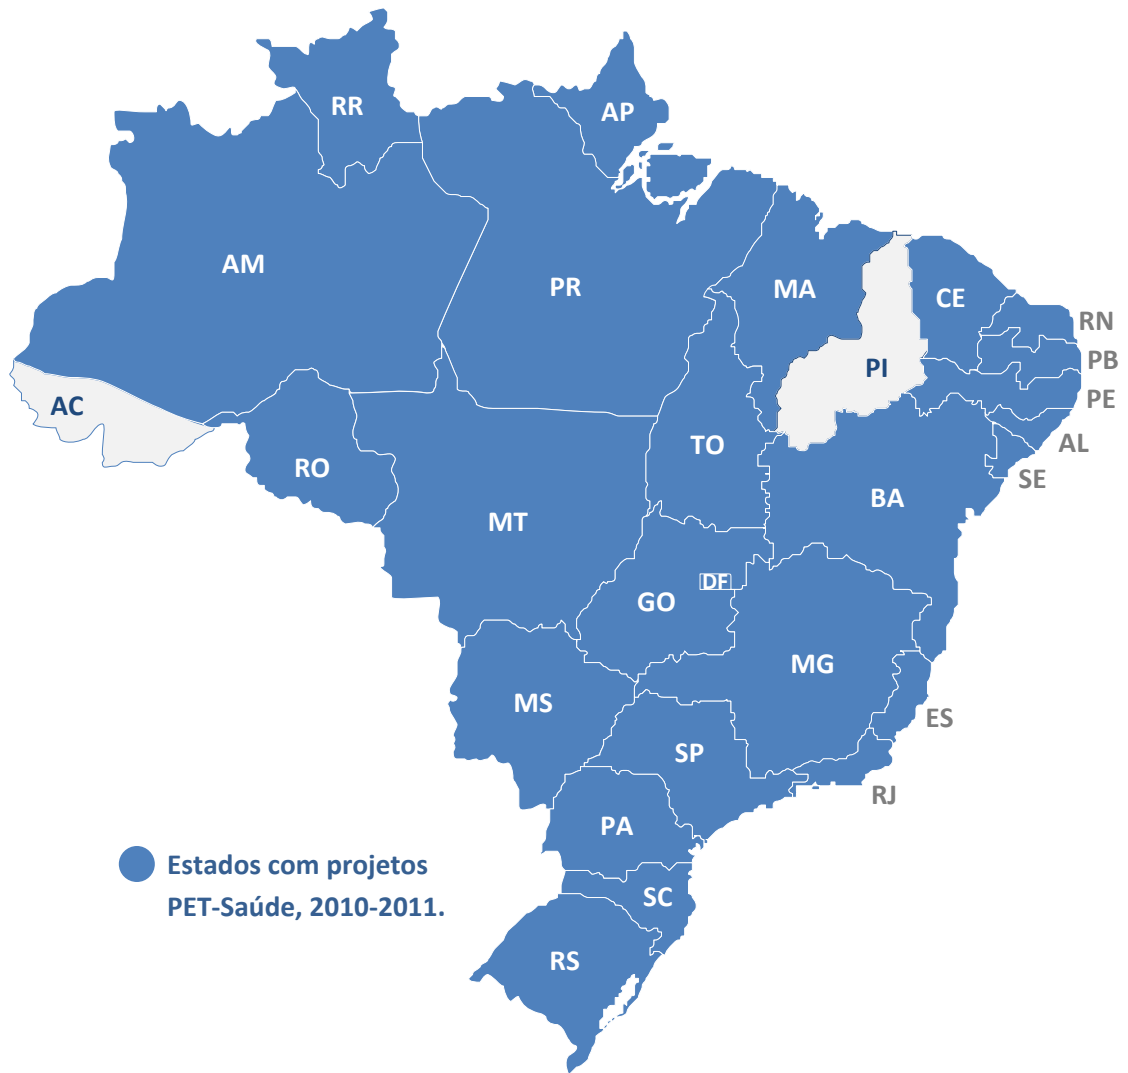 RR
AP
AM
PR
MA
CE
RN
PB
PI
PE
AC
AL
TO
RO
SE
BA
MT
DF
GO
MG
MS
ES
SP
RJ
PA
Estados com projetos
PET-Saúde, 2010-2011.
SC
RS